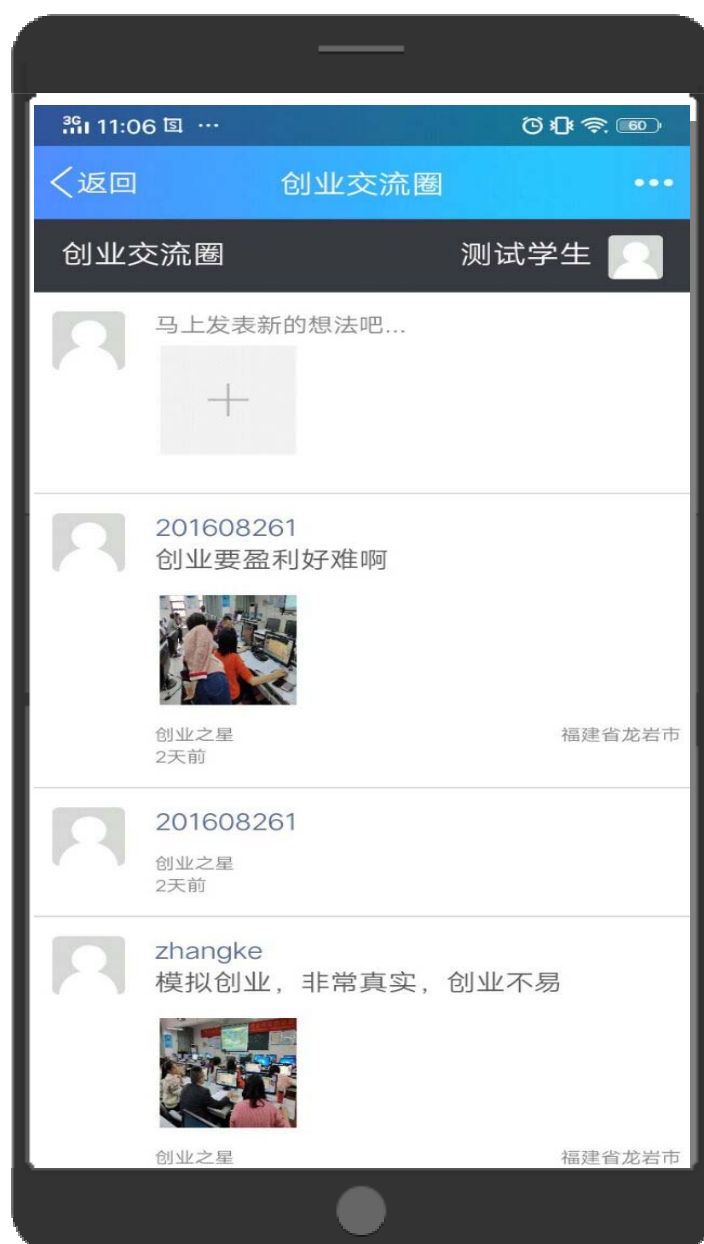 3G 11:06 ... 60
返回 创业交流圈 •••
创业交流圈 测试学生
马上发表新的想法吧...
201608261
创业要盈利好难啊
创业之星 福建省龙岩市
2天前
201608261
创业之星
2天前
zhangke
模拟创业，非常真实，创业不易
创业之星 福建省龙岩市